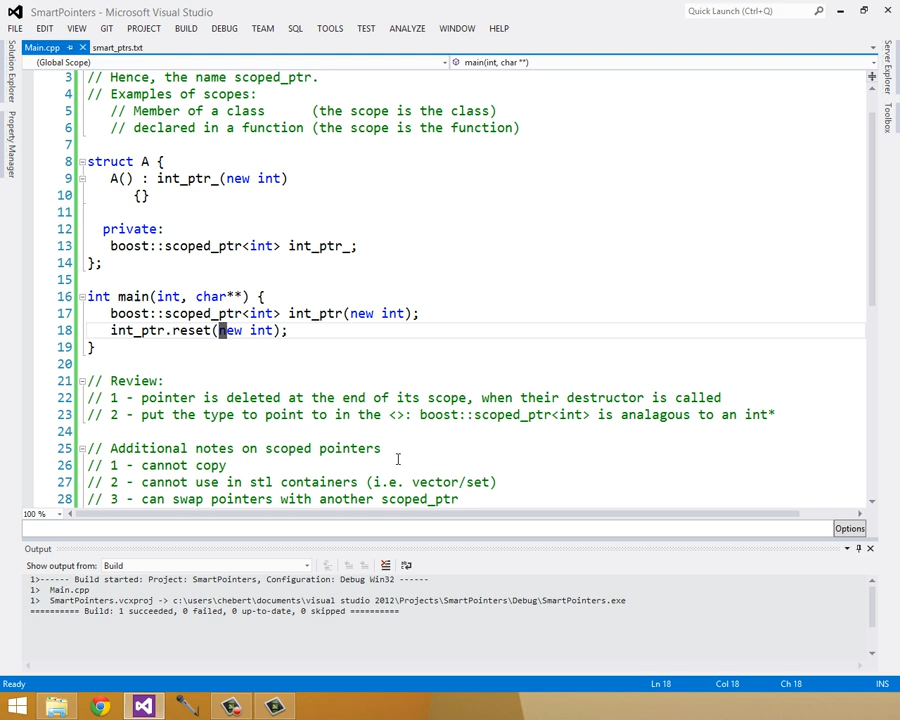 SmartPointers - Microsoft Visual Studio
Quick Launch (Ctrl+Q)
FILE EDIT VIEW GIT PROJECT BUILD DEBUG TEAM SQL TOOLS TEST ANALYZE WINDOW HELP
Solution Explorer
Property Manager
Server Explorer
Toolbox
Main.cpp smart_ptrs.txt
(Global Scope) main(int, char **)
3 // Hence, the name scoped_ptr.
4 // Examples of scopes:
5 // Member of a class (the scope is the class)
6 // declared in a function (the scope is the function)
7
8 struct A {
9 A() : int_ptr_(new int)
10 {}
11
12 private:
13 boost::scoped_ptr<int> int_ptr_;
14 };
15
16 int main(int, char**) {
17 boost::scoped_ptr<int> int_ptr(new int);
18 int_ptr.reset(new int);
19 }
20
21 // Review:
22 // 1 - pointer is deleted at the end of its scope, when their destructor is called
23 // 2 - put the type to point to in the <>: boost::scoped_ptr<int> is analagous to an int*
24
25 // Additional notes on scoped pointers
26 // 1 - cannot copy
27 // 2 - cannot use in stl containers (i.e. vector/set)
28 // 3 - can swap pointers with another scoped_ptr
100 %
Options
Output
Show output from: Build
1>------ Build started: Project: SmartPointers, Configuration: Debug Win32 ------
1> Main.cpp
1> SmartPointers.vcxproj -> c:\users\chebert\documents\visual studio 2012\Projects\SmartPointers\Debug\SmartPointers.exe
========== Build: 1 succeeded, 0 failed, 0 up-to-date, 0 skipped ==========
Ready Ln 18 Col 18 Ch 18 INS